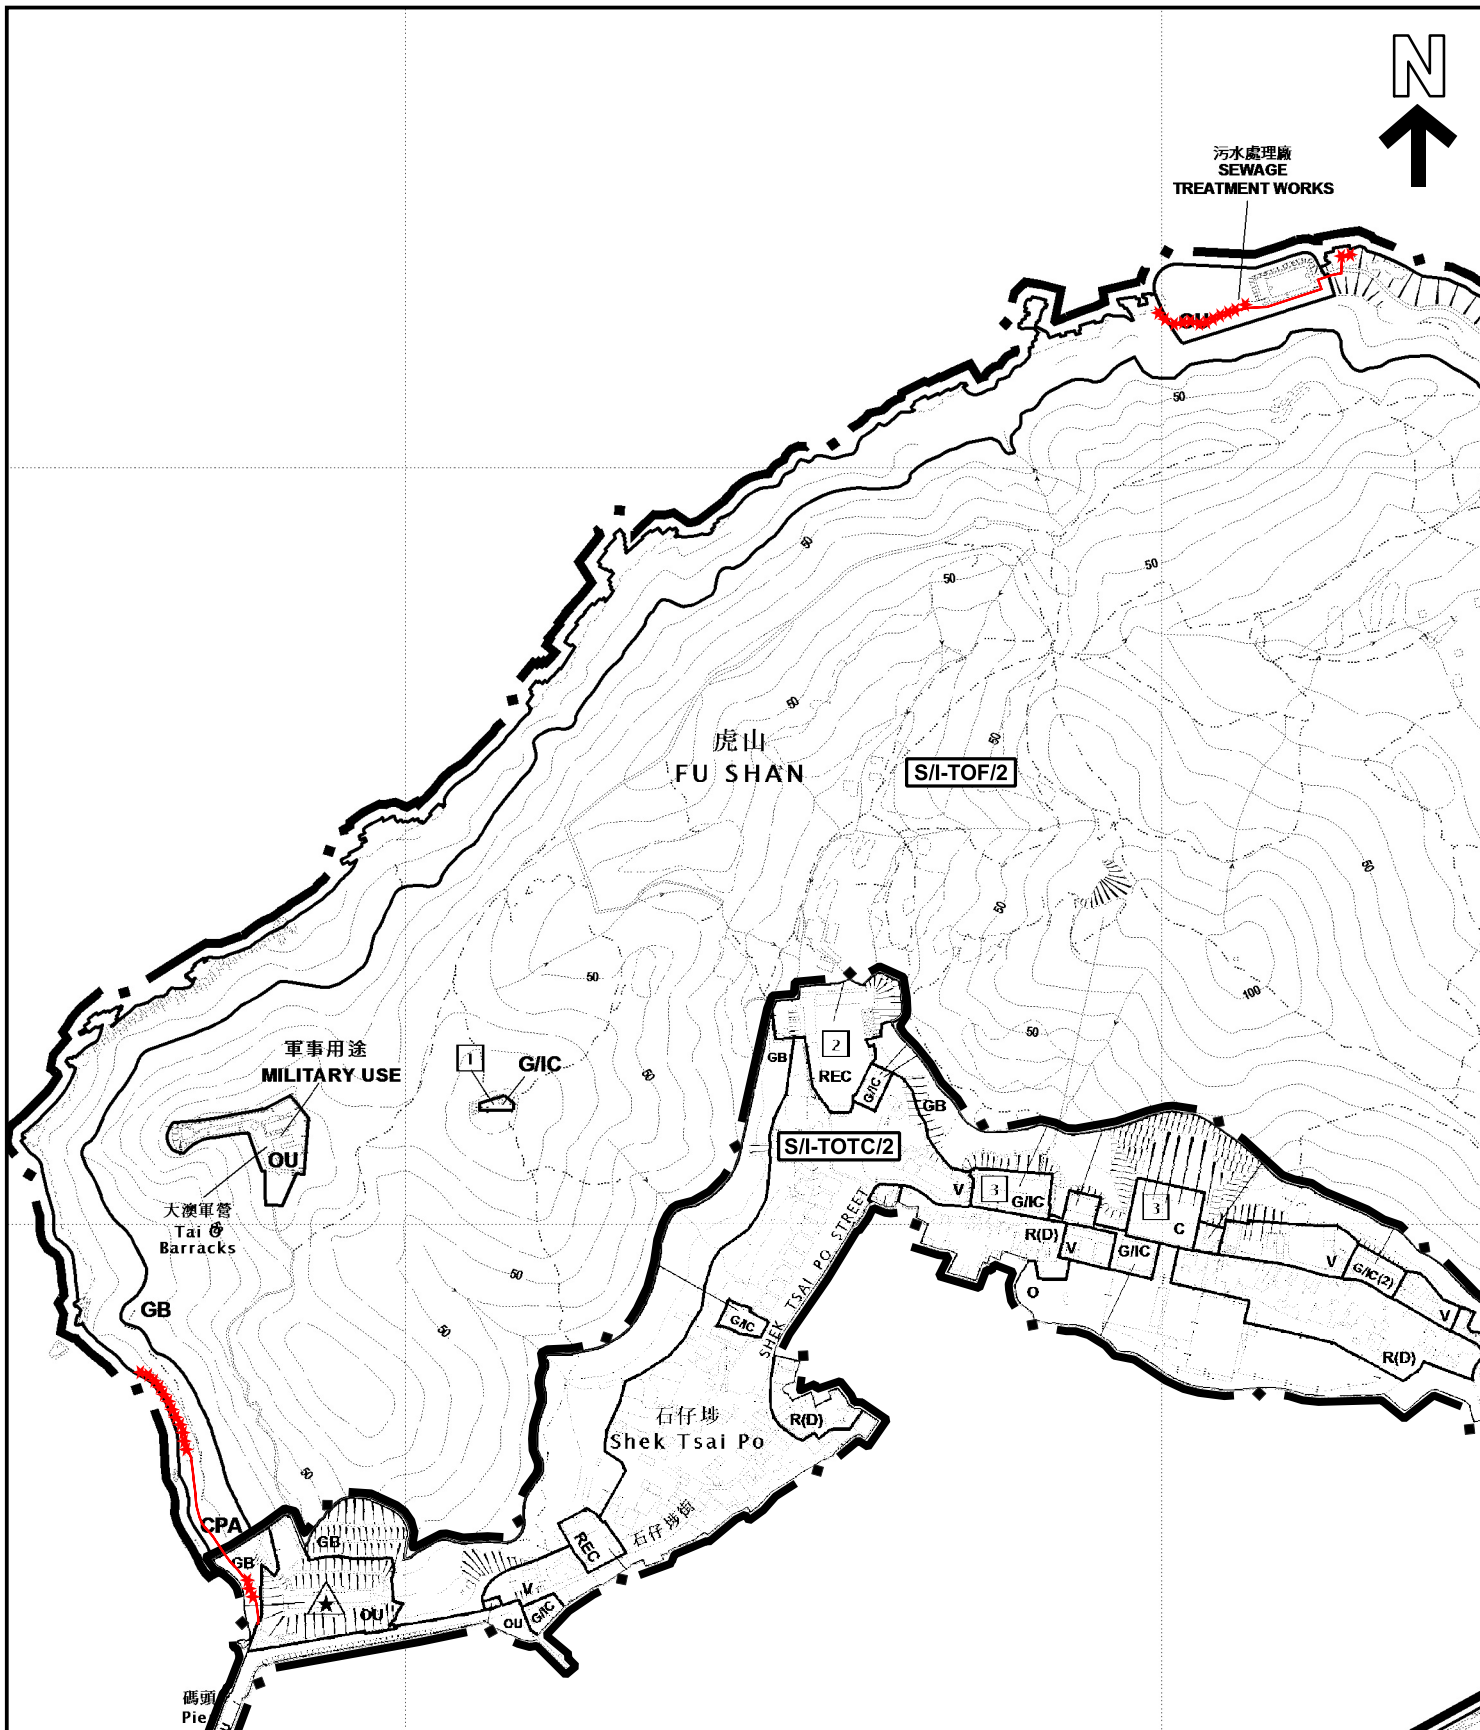 N
污水處理廠
SEWAGE
TREATMENT WORKS
OU
50
50
50
50
50
虎山
FU SHAN
S/I-TOF/2
50
50
50
50
100
50
50
軍事用途
MILITARY USE
1
G/IC
2
REC
GB
G/IC
GB
OU
S/I-TOTC/2
大澳軍營
Tai O
Barracks
V
3
G/IC
3
C
R(D)
V
G/IC
V
G/IC(2)
V
SHEK TSAI PO STREET
O
50
GB
G/IC
50
R(D)
石仔埗
Shek Tsai Po
R(D)
50
CPA
GB
GB
REC
石仔埗街
V
OU
OU
G/IC
碼頭
Pie